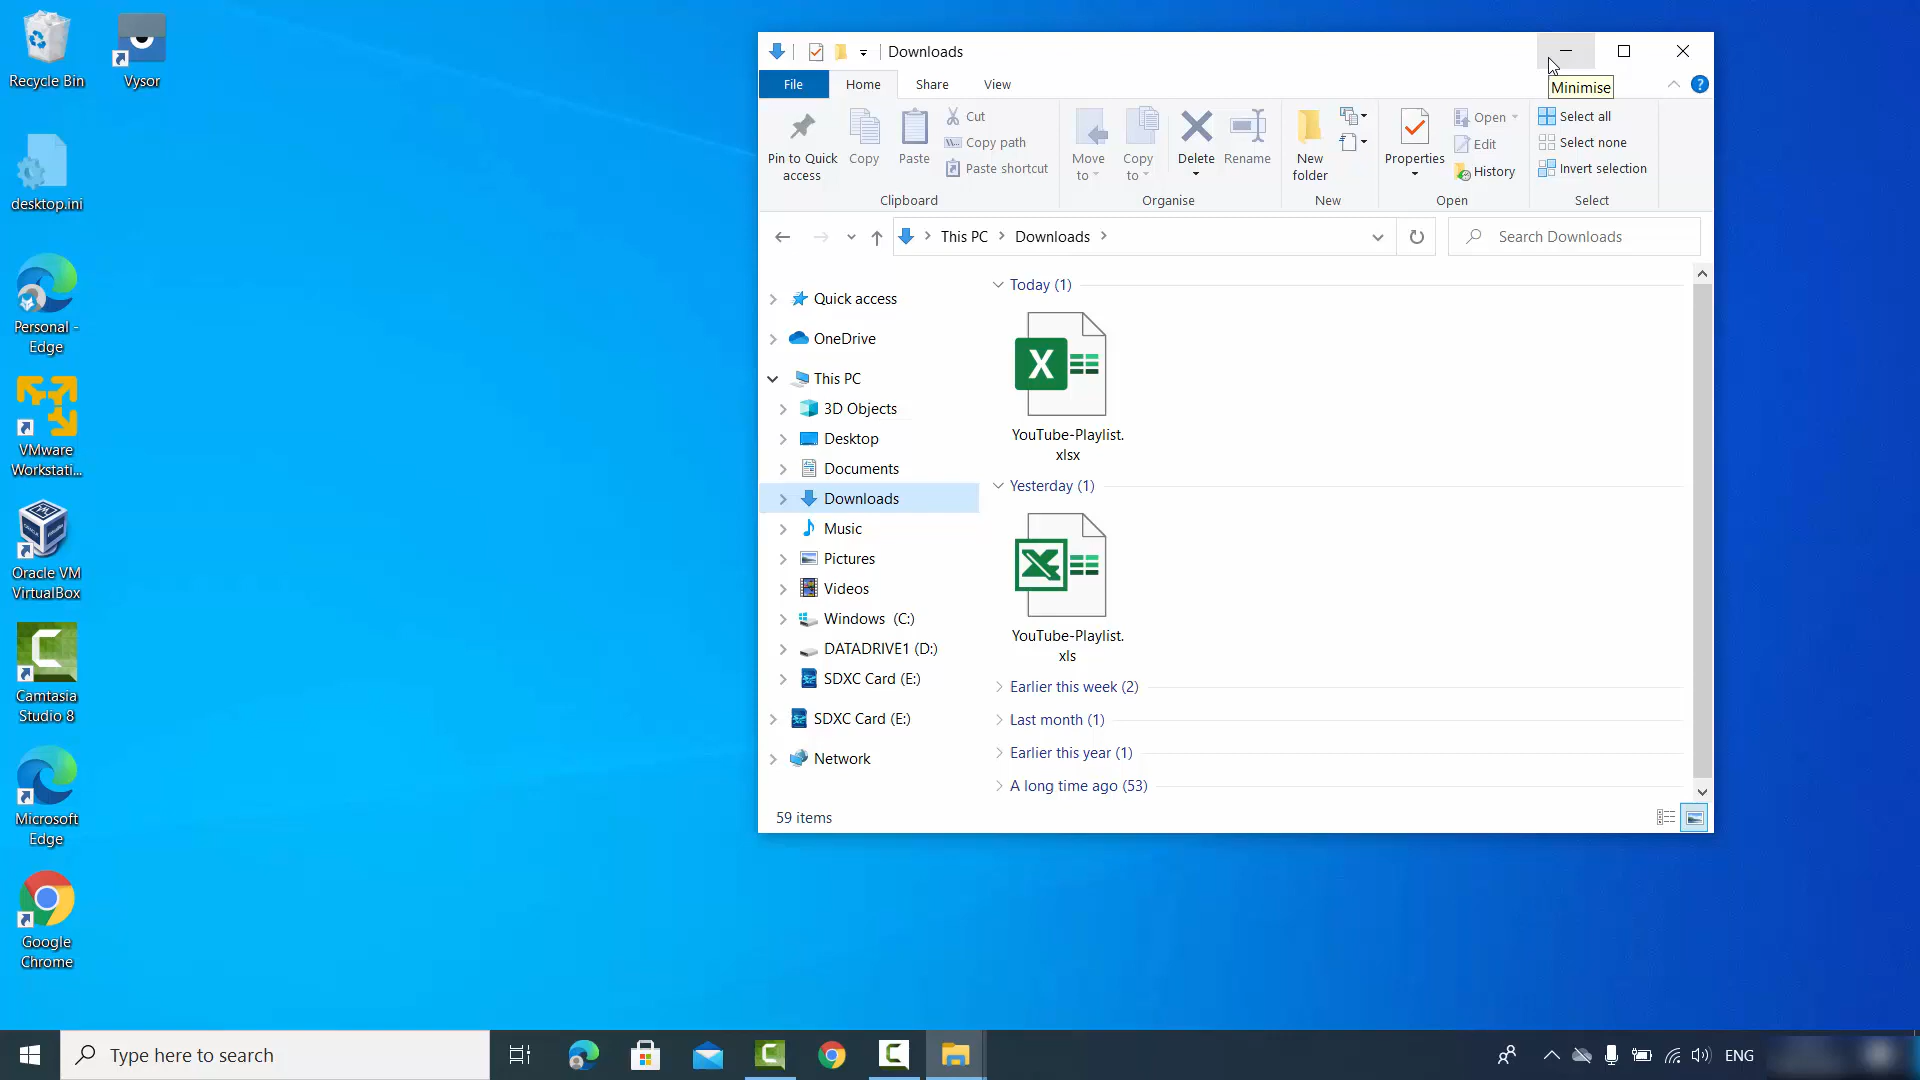 Recycle Bin
Vysor
desktop.ini
Personal -
Edge
VMware
Workstati...
Oracle VM
VirtualBox
Camtasia
Studio 8
Microsoft
Edge
Google
Chrome
Downloads
Minimise
File
Home
Share
View
Pin to Quick
access
Copy
Paste
Cut
Copy path
Paste shortcut
Clipboard
Move
to
Copy
to
Delete
Rename
Organise
New
folder
New
Properties
Open
Edit
History
Open
Select all
Select none
Invert selection
Select
This PC
Downloads
Search Downloads
Quick access
OneDrive
This PC
3D Objects
Desktop
Documents
Downloads
Music
Pictures
Videos
Windows (C:)
DATADRIVE1 (D:)
SDXC Card (E:)
SDXC Card (E:)
Network
Today (1)
YouTube-Playlist.
xlsx
Yesterday (1)
YouTube-Playlist.
xls
Earlier this week (2)
Last month (1)
Earlier this year (1)
A long time ago (53)
59 items
Type here to search
ENG